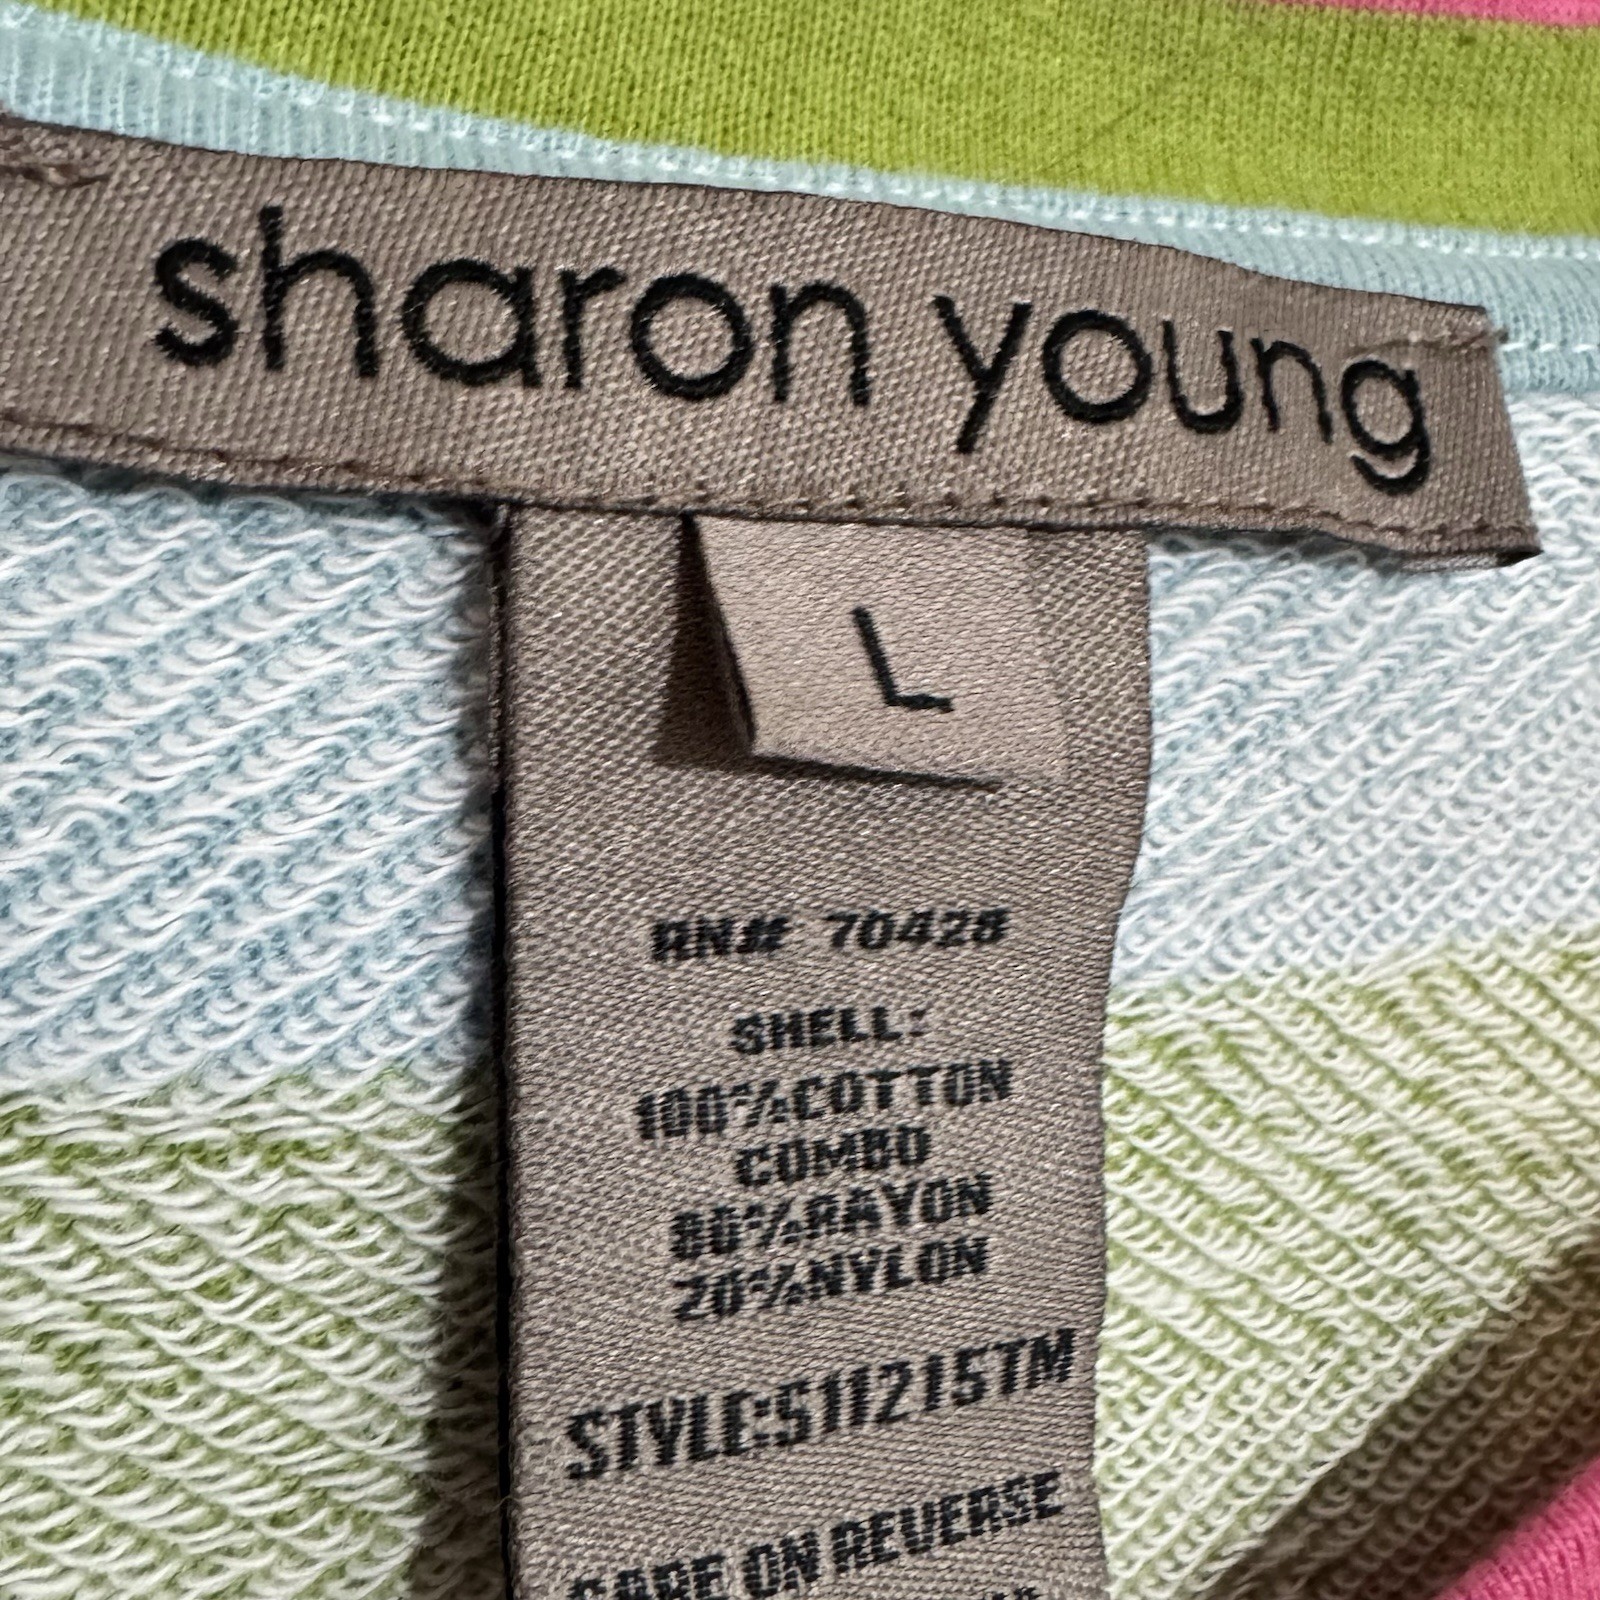 sharon young
L
RN# 70428
SHELL:
100%COTTON
COMBO
80%RAYON
20%NYLON
STYLE:S11215TM
CARE ON REVERSE